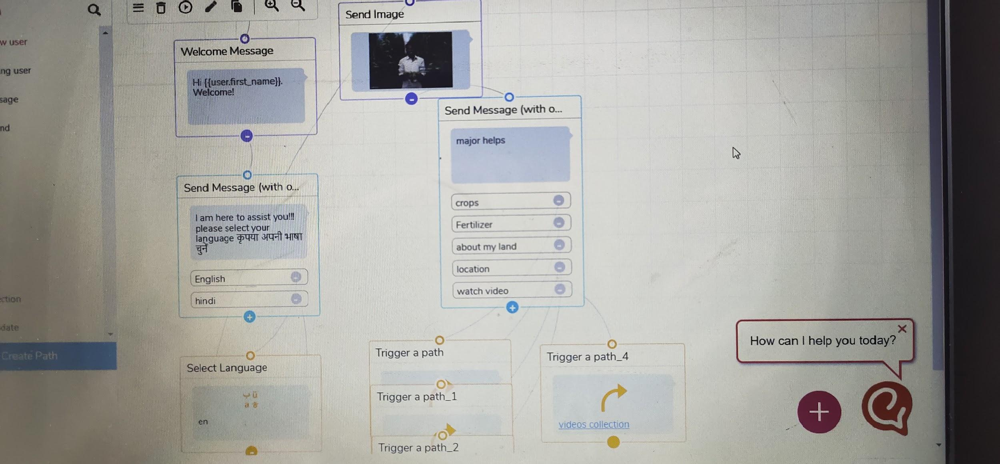 w user
ng user
sage
nd
ction
date
Create Path
Welcome Message
Hi {{user.first_name}}.
Welcome!
Send Message (with o...
I am here to assist you!!!
please select your
language कृपया अपनी भाषा
चुनें
English
hindi
Select Language
en
Send Image
Send Message (with o...
major helps
crops
Fertilizer
about my land
location
watch video
Trigger a path
Trigger a path_1
Trigger a path_2
Trigger a path_4
videos collection
How can I help you today?